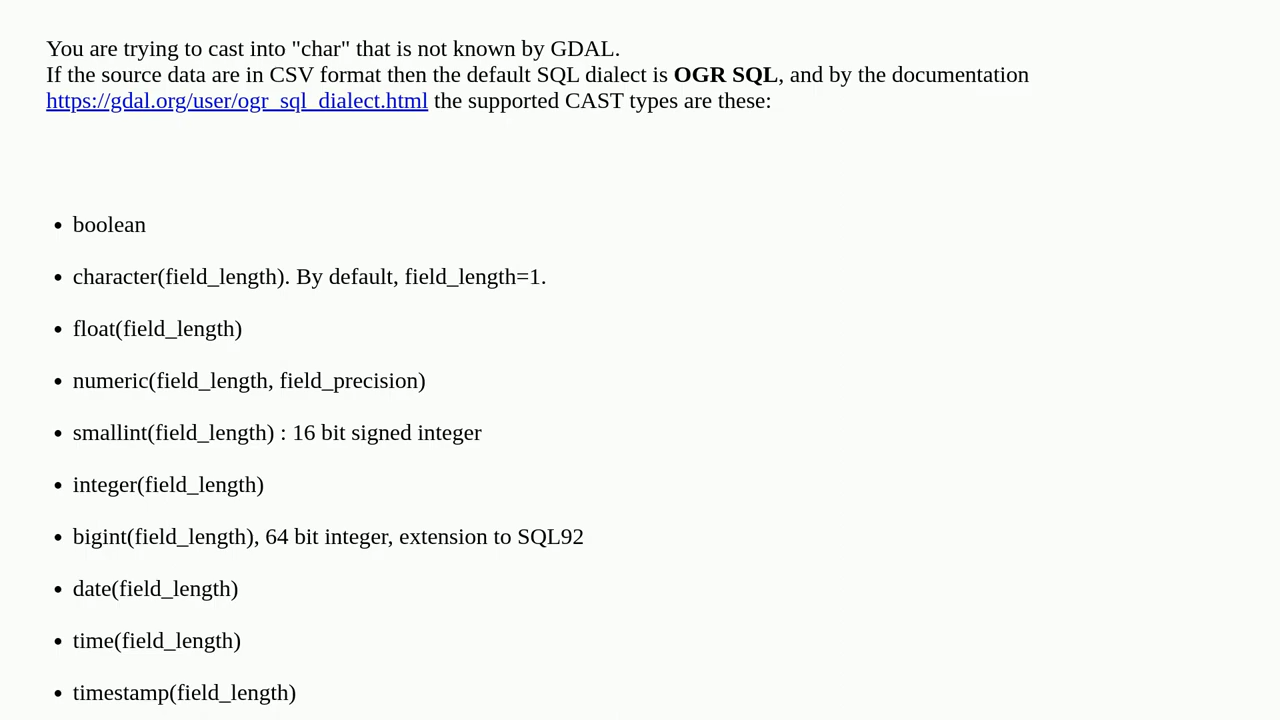 You are trying to cast into "char" that is not known by GDAL.
If the source data are in CSV format then the default SQL dialect is OGR SQL, and by the documentation
https://gdal.org/user/ogr_sql_dialect.html the supported CAST types are these:
• boolean
• character(field_length). By default, field_length=1.
• float(field_length)
• numeric(field_length, field_precision)
• smallint(field_length) : 16 bit signed integer
• integer(field_length)
• bigint(field_length), 64 bit integer, extension to SQL92
• date(field_length)
• time(field_length)
• timestamp(field_length)